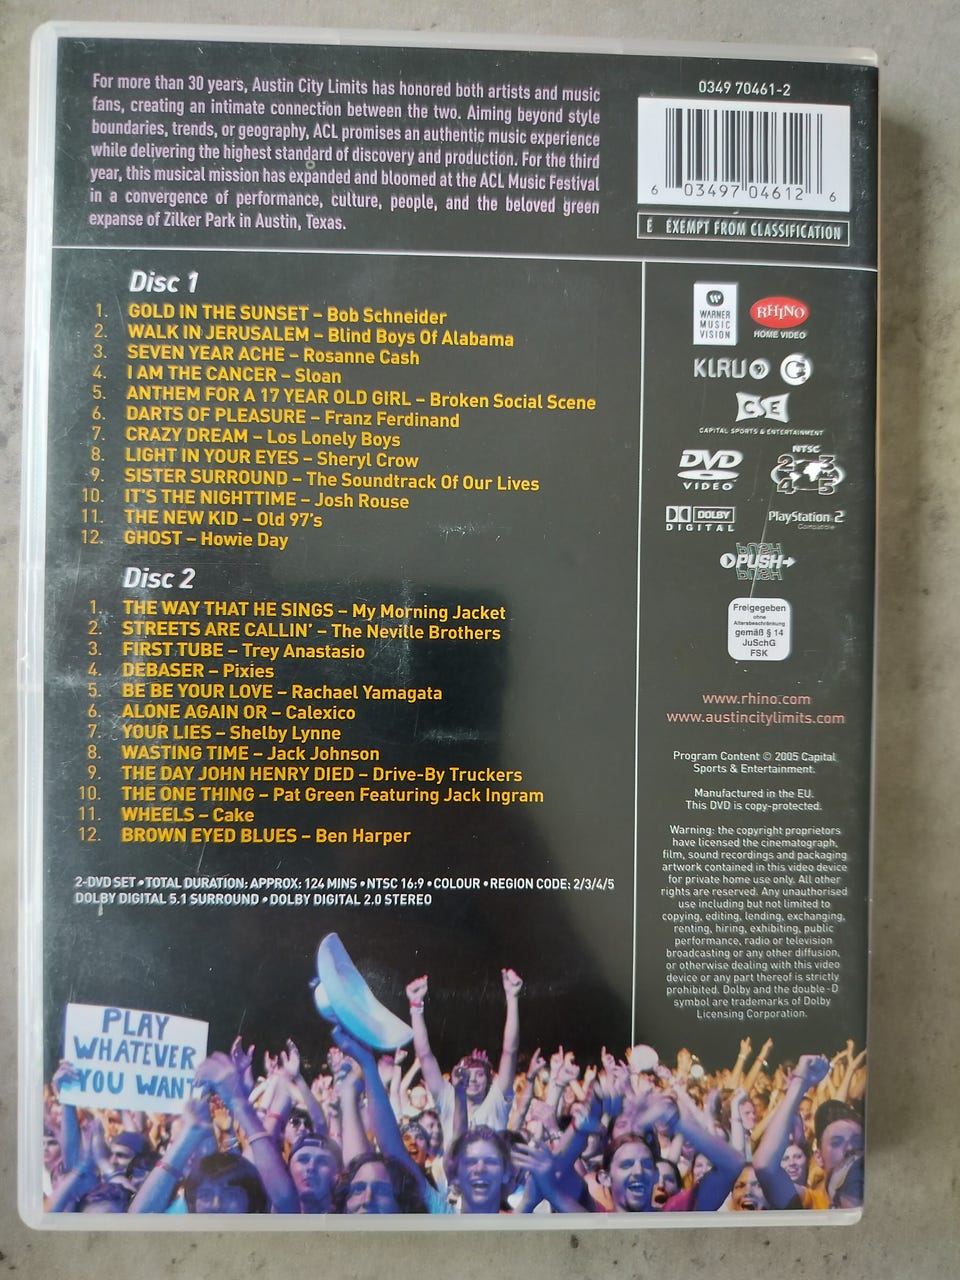 For more than 30 years, Austin City Limits has honored both artists and music
fans, creating an intimate connection between the two. Aiming beyond style
boundaries, trends, or geography, ACL promises an authentic music experience
while delivering the highest standard of discovery and production. For the third
year, this musical mission has expanded and bloomed at the ACL Music Festival
in a convergence of performance, culture, people, and the beloved green
expanse of Zilker Park in Austin, Texas.
0349 70461-2
6 03497 04612 6
E EXEMPT FROM CLASSIFICATION
Disc 1
1. GOLD IN THE SUNSET – Bob Schneider
2. WALK IN JERUSALEM – Blind Boys Of Alabama
3. SEVEN YEAR ACHE – Rosanne Cash
4. I AM THE CANCER – Sloan
5. ANTHEM FOR A 17 YEAR OLD GIRL – Broken Social Scene
6. DARTS OF PLEASURE – Franz Ferdinand
7. CRAZY DREAM – Los Lonely Boys
8. LIGHT IN YOUR EYES – Sheryl Crow
9. SISTER SURROUND – The Soundtrack Of Our Lives
10. IT'S THE NIGHTTIME – Josh Rouse
11. THE NEW KID – Old 97's
12. GHOST – Howie Day
Disc 2
1. THE WAY THAT HE SINGS – My Morning Jacket
2. STREETS ARE CALLIN' – The Neville Brothers
3. FIRST TUBE – Trey Anastasio
4. DEBASER – Pixies
5. BE BE YOUR LOVE – Rachael Yamagata
6. ALONE AGAIN OR – Calexico
7. YOUR LIES – Shelby Lynne
8. WASTING TIME – Jack Johnson
9. THE DAY JOHN HENRY DIED – Drive-By Truckers
10. THE ONE THING – Pat Green Featuring Jack Ingram
11. WHEELS – Cake
12. BROWN EYED BLUES – Ben Harper
2-DVD SET • TOTAL DURATION: APPROX: 124 MINS • NTSC 16:9 • COLOUR • REGION CODE: 2/3/4/5
DOLBY DIGITAL 5.1 SURROUND • DOLBY DIGITAL 2.0 STEREO
WARNER
MUSIC
VISION
RHINO
HOME VIDEO
KLRU
CSE
CAPITAL SPORTS & ENTERTAINMENT
DVD
VIDEO
NTSC
2 3
4 5
DOLBY
DIGITAL
PlayStation 2
Compatible
PUSH
PUSH
PUSH
Freigegeben
ohne
Altersbeschränkung
gemäß § 14
JuSchG
FSK
www.rhino.com
www.austincitylimits.com
Program Content © 2005 Capital
Sports & Entertainment.
Manufactured in the EU.
This DVD is copy-protected.
Warning: the copyright proprietors
have licensed the cinematograph,
film, sound recordings and packaging
artwork contained in this video device
for private home use only. All other
rights are reserved. Any unauthorised
use including but not limited to
copying, editing, lending, exchanging,
renting, hiring, exhibiting, public
performance, radio or television
broadcasting or any other diffusion,
or otherwise dealing with this video
device or any part thereof is strictly
prohibited. Dolby and the double-D
symbol are trademarks of Dolby
Licensing Corporation.
PLAY
WHATEVER
YOU WANT